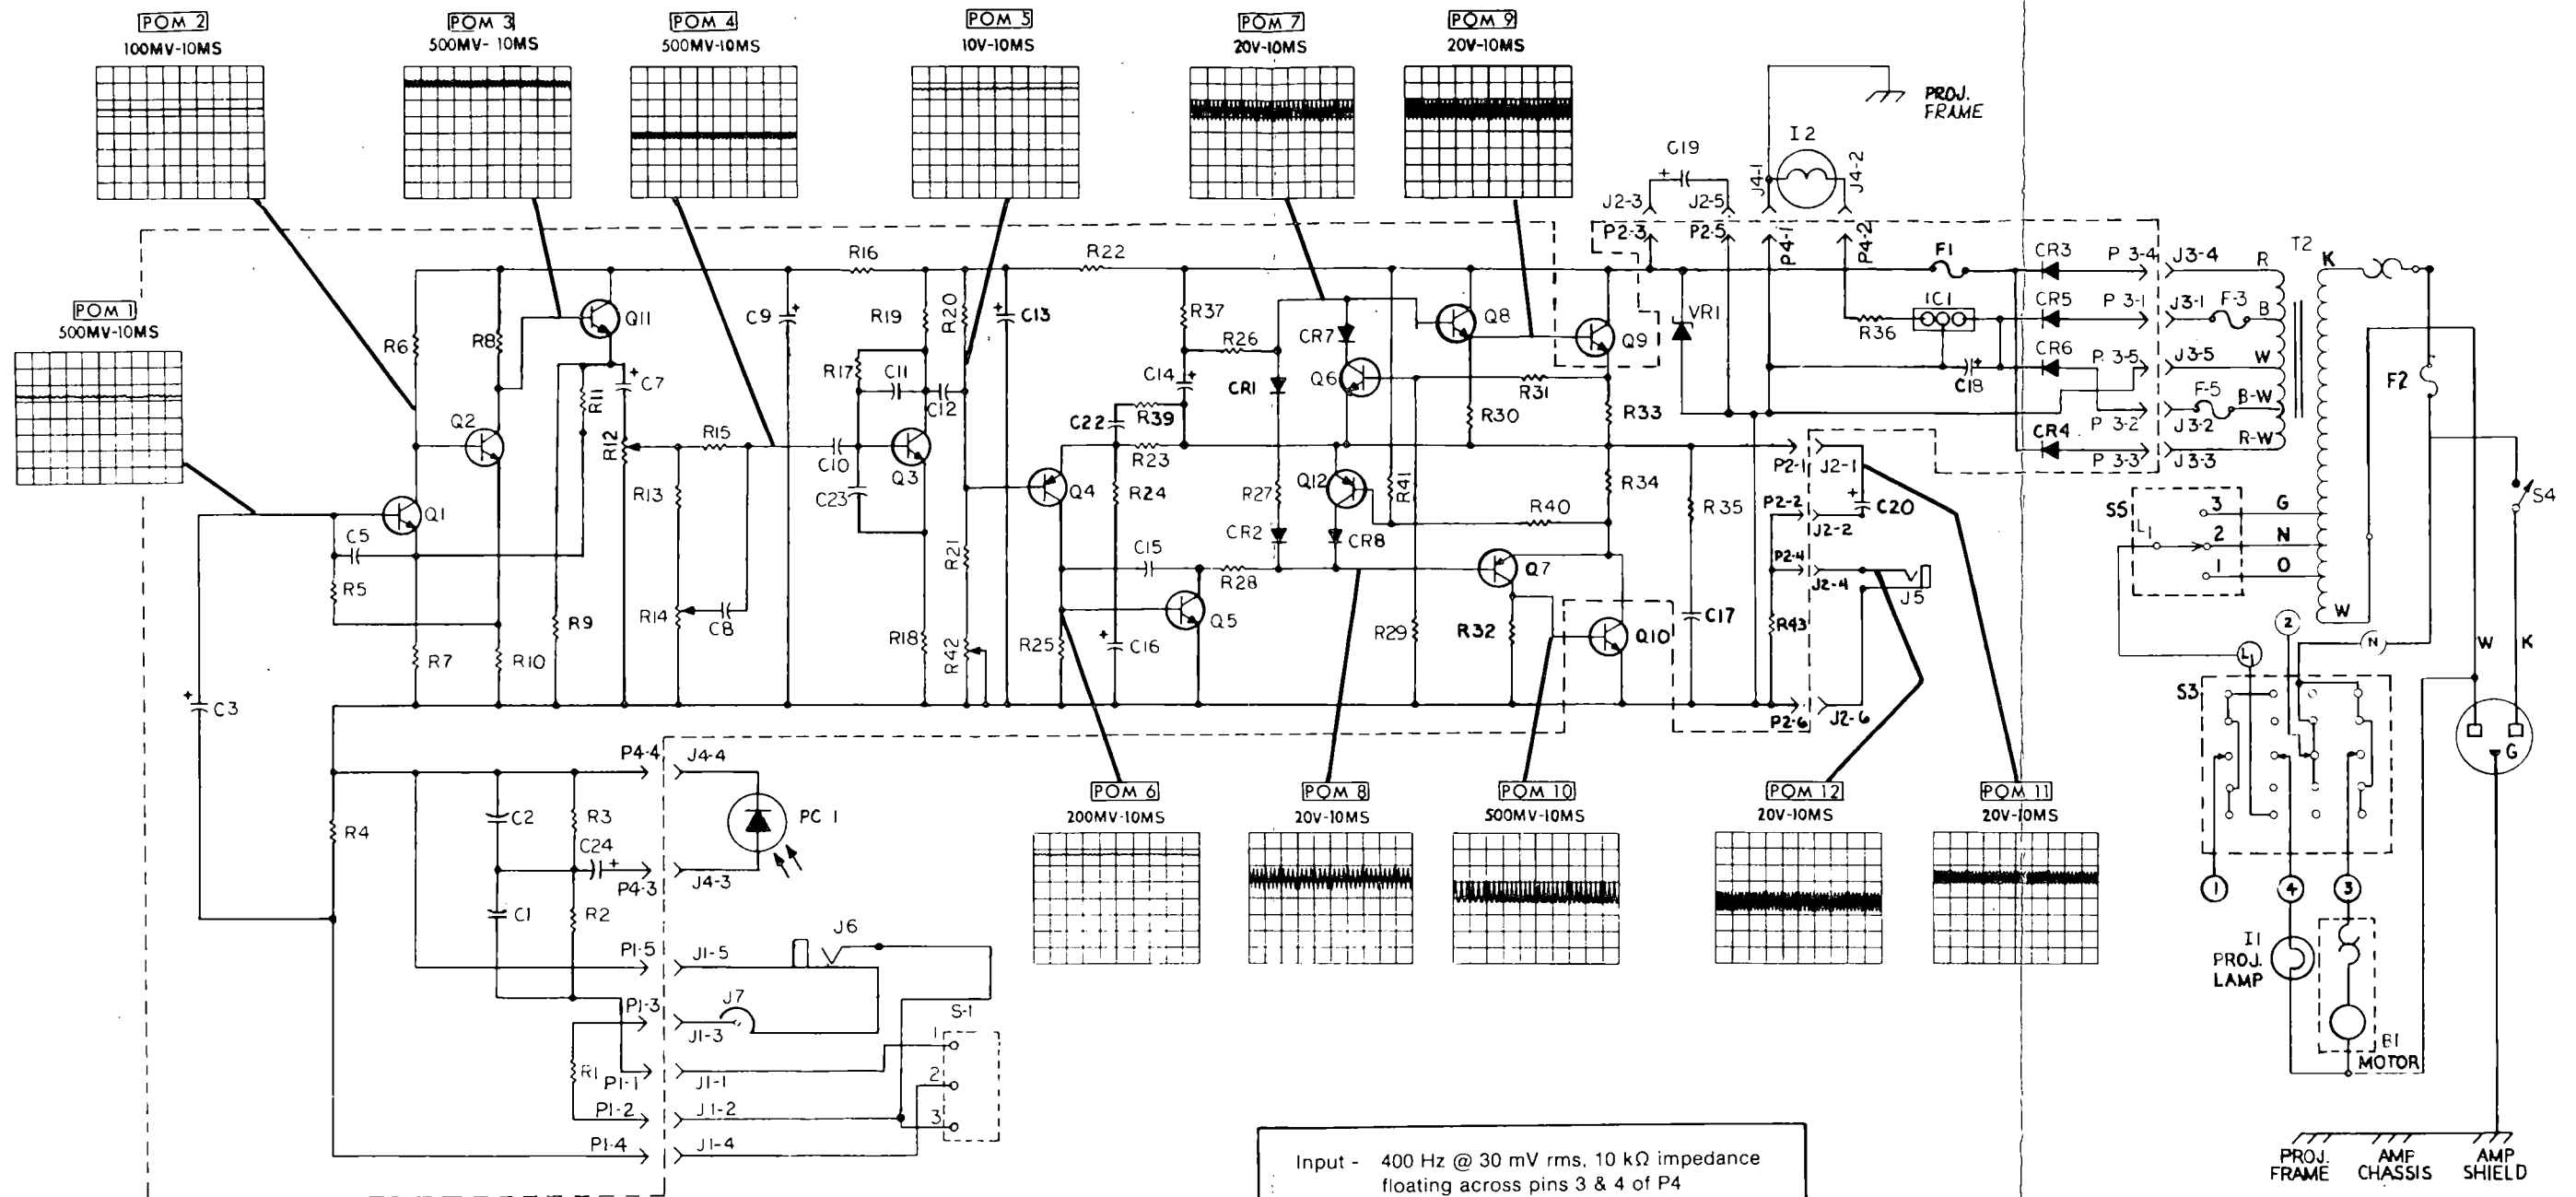 POM 2
100MV-10MS
POM 3
500MV-10MS
POM 4
500MV-10MS
POM 5
10V-10MS
POM 7
20V-10MS
POM 9
20V-10MS
PROJ.
FRAME
I 2
C19
J4-1
J4-2
J2-3
J2-5
P2-3
P2-5
P4-1
P4-2
F1
CR3
P 3-4
J3-4
R
T2
K
R16
R22
POM 1
500MV-10MS
R6
R8
Q11
C9
R19
R20
C13
R37
R26
CR7
Q8
Q9
VR1
R36
IC1
CR5
P 3-1
J3-1
F-3
B
R11
C7
R17
C11
C12
C14
CR1
Q6
R31
C18
CR6
P 3-5
J3-5
W
F-5
B-W
F2
Q2
R12
R15
C10
Q3
C22
R39
R23
R30
R33
P 3-2
J3-2
CR4
P 3-3
J3-3
R-W
R13
C23
Q4
R24
R27
Q12
R41
R34
R35
P2-1
J2-1
C20
P2-2
J2-2
S5
L1
3
G
2
N
1
O
S4
Q1
C5
R5
R21
C15
R28
CR2
CR8
R40
Q7
P2-4
J2-4
J5
W
C3
R7
R10
R9
R14
C8
R18
R42
R25
C16
Q5
R29
R32
Q10
C17
R43
P2-6
J2-6
2
N
L1
W
K
S3
G
P4-4
J4-4
C2
R3
C24
P4-3
J4-3
PC 1
R4
C1
R2
POM 6
200MV-10MS
POM 8
20V-10MS
POM 10
500MV-10MS
POM 12
20V-10MS
POM 11
20V-10MS
1
4
3
P1-5
J1-5
J6
P1-3
J1-3
J7
S-1
1
R1
P1-1
J1-1
2
P1-2
J1-2
3
P1-4
J1-4
I1
PROJ.
LAMP
B1
MOTOR
Input - 400 Hz @ 30 mV rms, 10 kΩ impedance
floating across pins 3 & 4 of P4
PROJ.
FRAME
AMP
CHASSIS
AMP
SHIELD